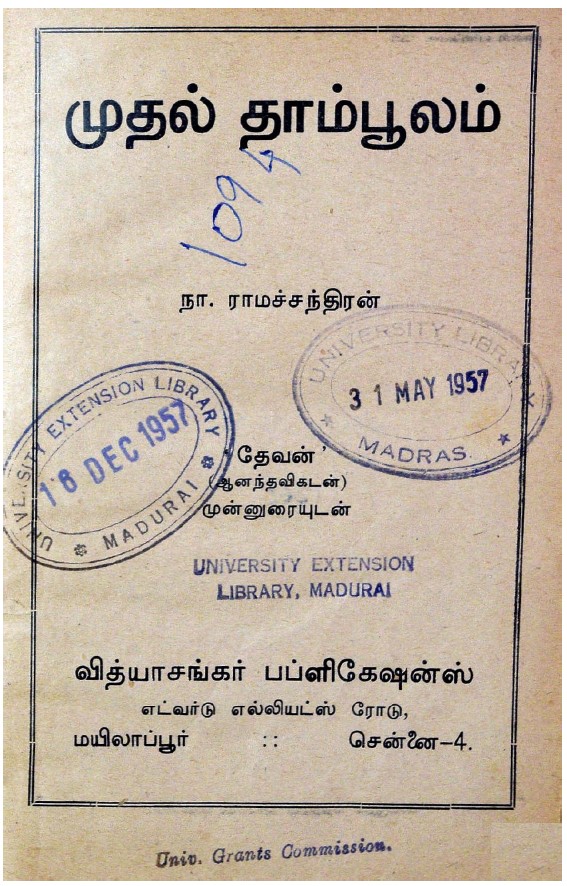 முதல் தாம்பூலம்
1094
நா. ராமச்சந்திரன்
UNIVERSITY LIBRARY
31 MAY 1957
MADRAS
UNIVERSITY EXTENSION LIBRARY
16 DEC 1957
MADURAI
'தேவன்'
(ஆனந்தவிகடன்)
முன்னுரையுடன்
UNIVERSITY EXTENSION
LIBRARY, MADURAI
வித்யாசங்கர் பப்ளிகேஷன்ஸ்
எட்வர்டு எல்லியட்ஸ் ரோடு,
மயிலாப்பூர் :: சென்னை-4.
Univ. Grants Commission.